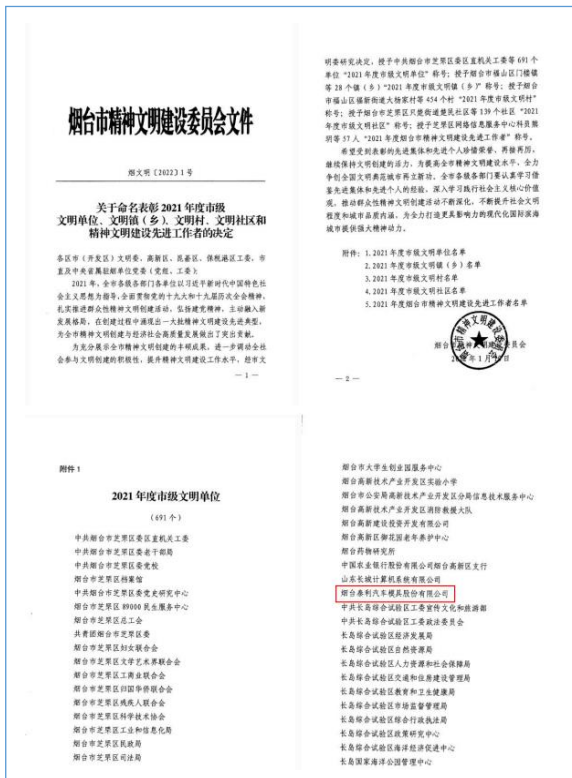 烟台市精神文明建设委员会文件
烟文明〔2022〕1号
关于命名表彰2021年度市级
文明单位、文明镇(乡)、文明村、文明社区和
精神文明建设先进工作者的决定
各区市(开发区)文明委,高新区、昆嵛区、保税港区工委,市
直及中央省属驻烟单位党委(党组、工委):
2021年,全市各级各部门各单位以习近平新时代中国特色社
会主义思想为指导,全面贯彻党的十九大和十九届历次全会精神,
扎实推进群众性精神文明创建活动,弘扬建党精神,主动融入新
发展格局,在创建过程中涌现出一大批精神文明建设先进典型,
为全市精神文明创建与经济社会高质量发展做出了突出贡献。
为充分展示全市精神文明创建的丰硕成果,进一步调动全社
会参与文明创建的积极性,提升精神文明建设工作水平,经市文
— 1 —
明委研究决定,授予中共烟台市芝罘区委区直机关工委等691个
单位“2021年度市级文明单位”称号;授予烟台市福山区门楼镇
等28个镇(乡)“2021年度市级文明镇(乡)”称号;授予烟台
市福山区福新街道大杨家村等454个村“2021年度市级文明村”
称号;授予烟台市芝罘区只楚街道楚民社区等139个社区“2021
年度市级文明社区”称号;授予芝罘区网络信息服务中心科员熊
玥等57人“2021年度烟台市精神文明建设先进工作者”称号。
希望受到表彰的先进集体和先进个人珍惜荣誉、再接再厉,
继续保持文明创建的活力,为提高全市精神文明建设水平、全力
争创全国文明典范城市再立新功。全市各级各部门要认真学习借
鉴先进集体和先进个人的经验,深入学习践行社会主义核心价值
观,推动群众性精神文明创建活动不断深化,不断提升社会文明
程度和城市品质内涵,为全力打造更具影响力的现代化国际滨海
城市提供强大精神动力。
附件:1.2021年度市级文明单位名单
2.2021年度市级文明镇(乡)名单
3.2021年度市级文明村名单
4.2021年度市级文明社区名单
5.2021年度烟台市精神文明建设先进工作者名单
— 2 —
附件1
2021年度市级文明单位
(691个)
中共烟台市芝罘区委区直机关工委
中共烟台市芝罘区委老干部局
中共烟台市芝罘区委党校
烟台市芝罘区档案馆
中共烟台市芝罘区委党史研究中心
烟台市芝罘区89000民生服务中心
烟台市芝罘区总工会
共青团烟台市芝罘区委
烟台市芝罘区妇女联合会
烟台市芝罘区文学艺术界联合会
烟台市芝罘区工商业联合会
烟台市芝罘区归国华侨联合会
烟台市芝罘区残疾人联合会
烟台市芝罘区科学技术协会
烟台市芝罘区工业和信息化局
烟台市芝罘区民政局
烟台市芝罘区司法局
烟台市大学生创业园服务中心
烟台高新技术产业开发区实验小学
烟台市公安局高新技术产业开发区分局信息技术服务中心
烟台高新技术产业开发区消防救援大队
烟台高新建设投资开发有限公司
烟台高新区御花园老年养护中心
烟台药物研究所
中国农业银行股份有限公司烟台高新区支行
山东长城计算机系统有限公司
烟台泰利汽车模具股份有限公司
中共长岛综合试验区工委宣传文化和旅游部
中共长岛综合试验区工委政法委员会
长岛综合试验区经济发展局
长岛综合试验区自然资源局
长岛综合试验区人力资源和社会保障局
长岛综合试验区交通和住房建设管理局
长岛综合试验区教育和卫生健康局
长岛综合试验区市场监督管理局
长岛综合试验区综合行政执法局
长岛综合试验区政策研究中心
长岛综合试验区海洋经济促进中心
长岛国家海洋公园管理中心